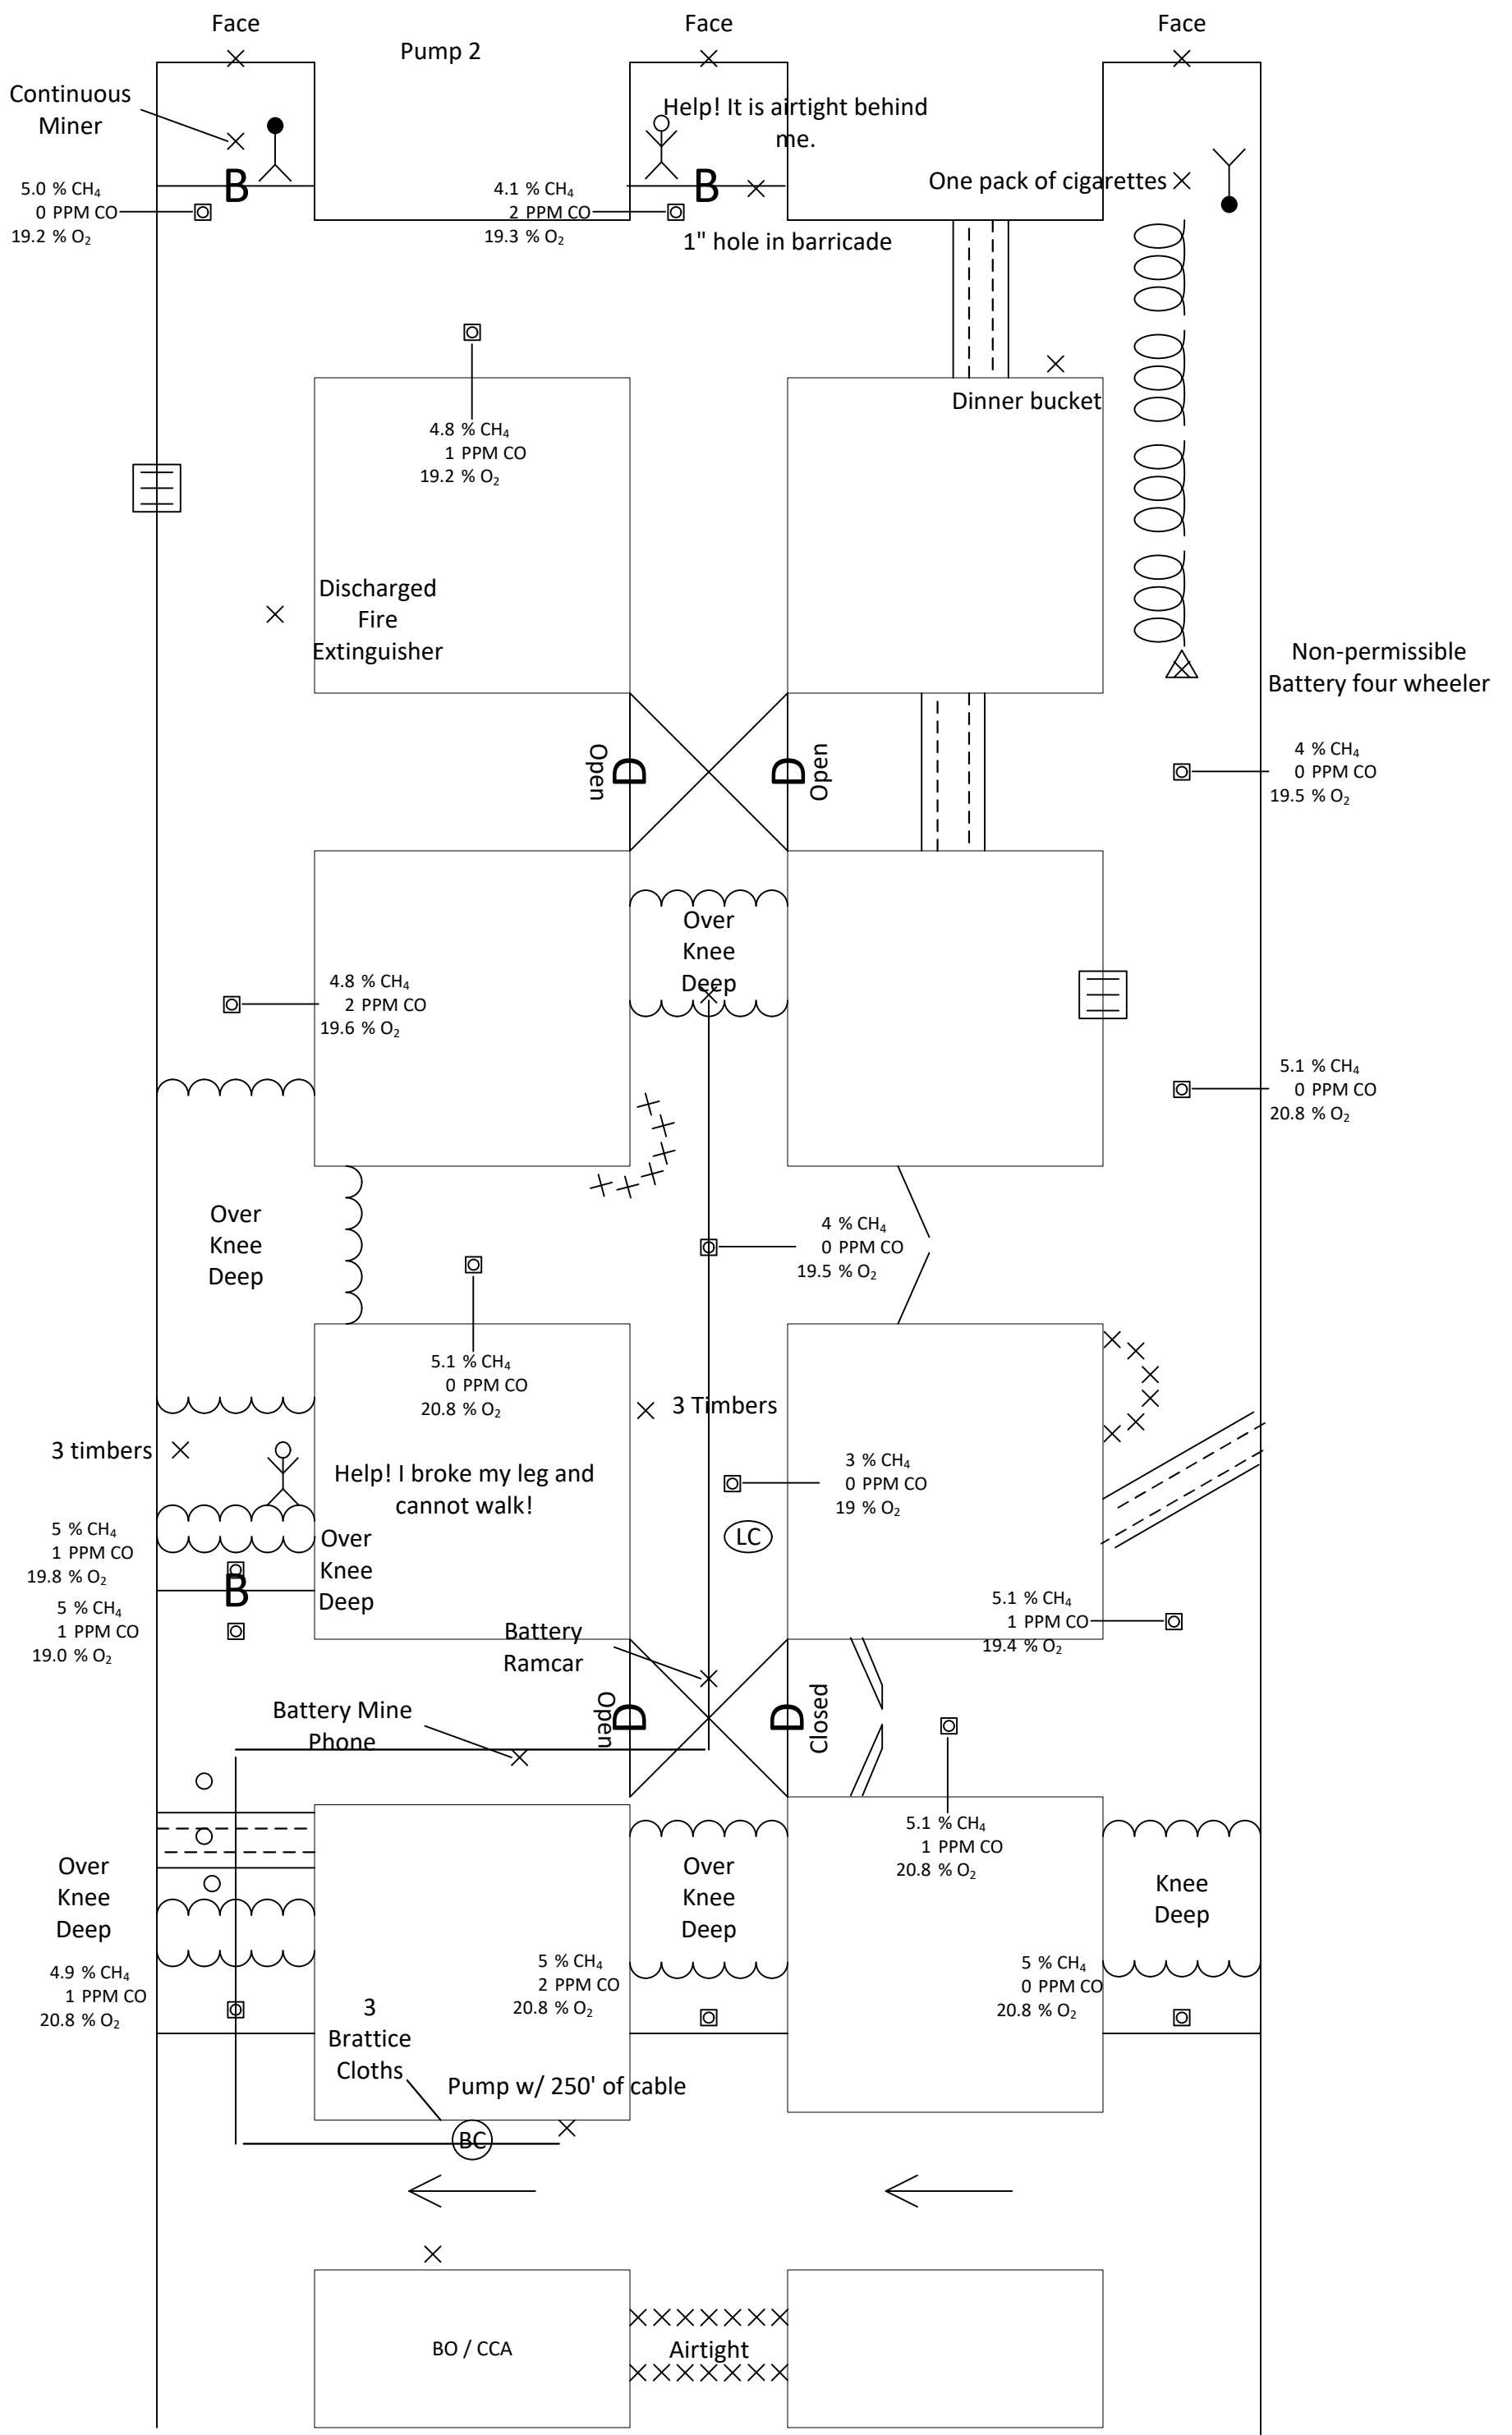 Face
Face
Face
Pump 2
Continuous
Miner
Help! It is airtight behind
me.
B
B
One pack of cigarettes
5.0 % CH₄
0 PPM CO
19.2 % O₂
4.1 % CH₄
2 PPM CO
19.3 % O₂
1" hole in barricade
Dinner bucket
4.8 % CH₄
1 PPM CO
19.2 % O₂
Discharged
Fire
Extinguisher
Non-permissible
Battery four wheeler
Open
D
D
Open
4 % CH₄
0 PPM CO
19.5 % O₂
Over
Knee
Deep
4.8 % CH₄
2 PPM CO
19.6 % O₂
5.1 % CH₄
0 PPM CO
20.8 % O₂
Over
Knee
Deep
4 % CH₄
0 PPM CO
19.5 % O₂
5.1 % CH₄
0 PPM CO
20.8 % O₂
3 Timbers
3 timbers
Help! I broke my leg and
cannot walk!
3 % CH₄
0 PPM CO
19 % O₂
LC
5 % CH₄
1 PPM CO
19.8 % O₂
Over
Knee
Deep
B
5 % CH₄
1 PPM CO
19.0 % O₂
5.1 % CH₄
1 PPM CO
19.4 % O₂
Battery
Ramcar
Battery Mine
Phone
Open
D
D
Closed
5.1 % CH₄
1 PPM CO
20.8 % O₂
Over
Knee
Deep
Over
Knee
Deep
Knee
Deep
4.9 % CH₄
1 PPM CO
20.8 % O₂
5 % CH₄
2 PPM CO
20.8 % O₂
5 % CH₄
0 PPM CO
20.8 % O₂
3
Brattice
Cloths
Pump w/ 250' of cable
BC
BO / CCA
Airtight